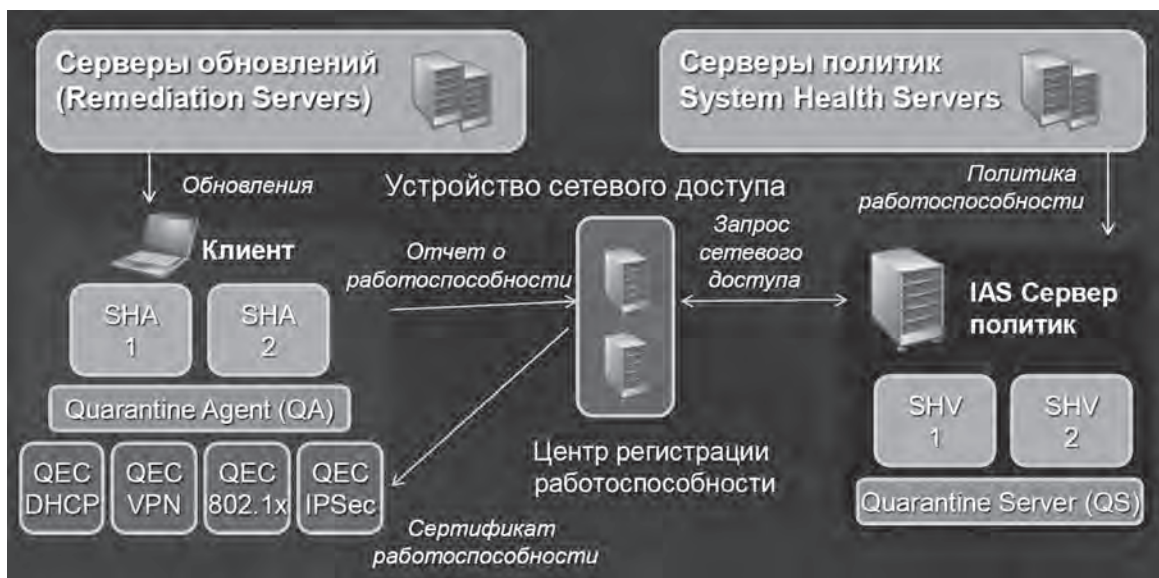 Серверы обновлений
(Remediation Servers)
Серверы политик
System Health Servers
Обновления
Устройство сетевого доступа
Политика
работоспособности
Клиент
Отчет о
работоспособности
Запрос
сетевого
доступа
IAS Сервер
политик
SHA
1
SHA
2
Quarantine Agent (QA)
QEC
DHCP
QEC
VPN
QEC
802.1x
QEC
IPSec
Центр регистрации
работоспособности
Сертификат
работоспособности
SHV
1
SHV
2
Quarantine Server (QS)